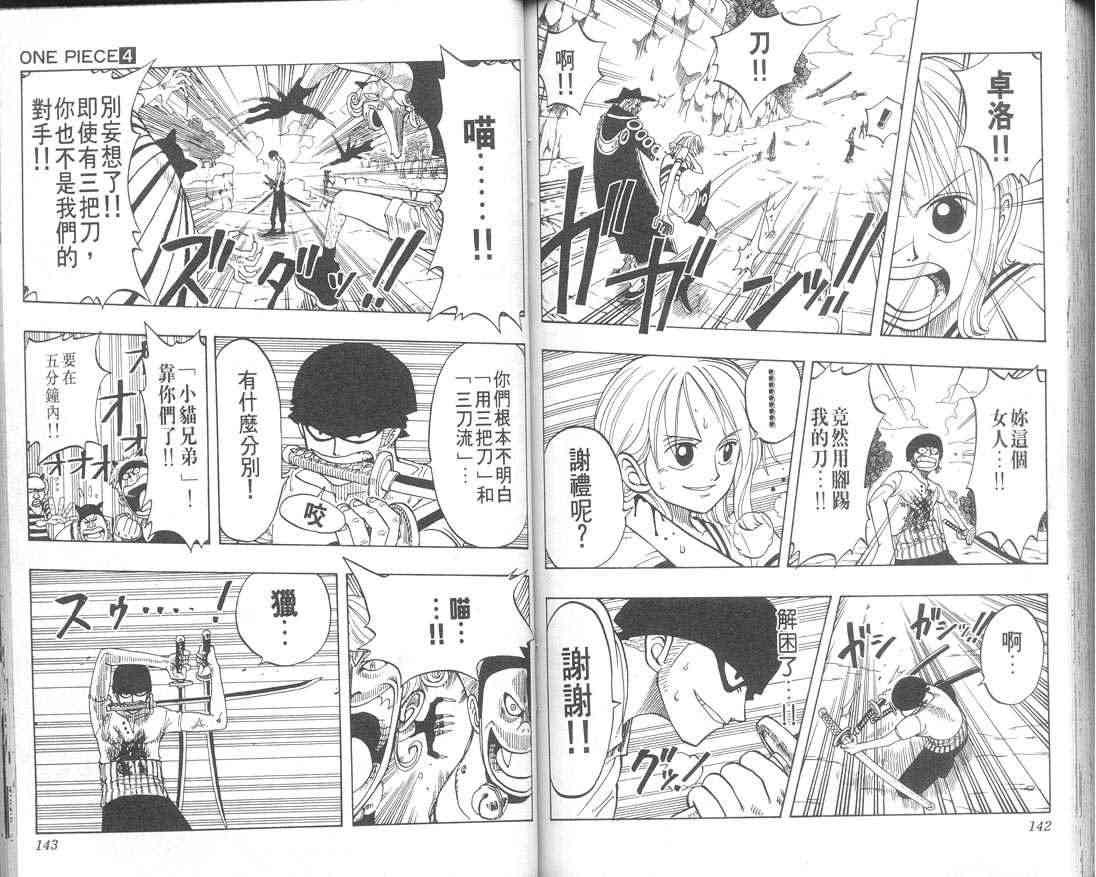 卓洛!!
刀!!
啊!!
!
ガガーンッ!!
妳這個
女人…!!
竟然用腳踢
我的刀…!!
………
謝禮呢?
啊…
ガシ
ガシィッ!!
解困了…!!
グッ!
謝謝!!
142
ONE PIECE4
喵………!!
別妄想了!!
即使有三把刀,
你也不是我們的
對手!!
ズダッ!!
你們根本不明白
「用三把刀」和
「三刀流」…
有什麼分別!
咬
「小貓兄弟」!
靠你們了!!
要在
五分鐘內!!
オオオオオ
喵…
…!!
獵…
スゥ……!
143